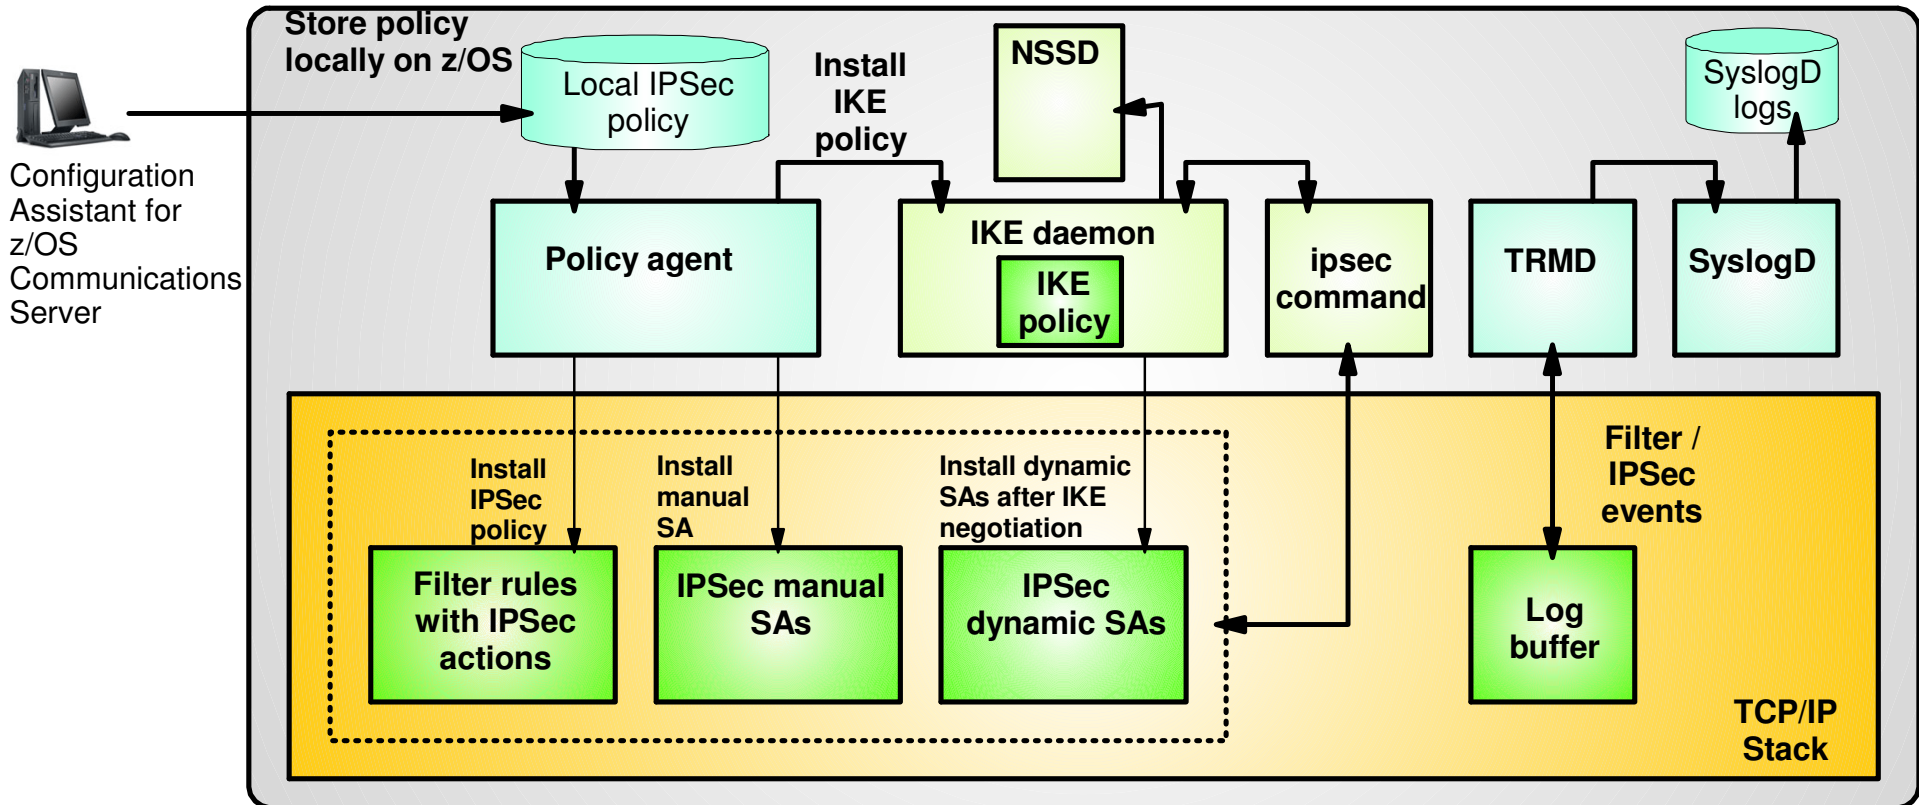 Store policy
locally on z/OS
Configuration
Assistant for
z/OS
Communications
Server
Local IPSec
policy
Install
IKE
policy
NSSD
SyslogD
logs
Policy agent
IKE daemon
IKE
policy
ipsec
command
TRMD
SyslogD
Install
IPSec
policy
Install
manual
SA
Install dynamic
SAs after IKE
negotiation
Filter /
IPSec
events
Filter rules
with IPSec
actions
IPSec manual
SAs
IPSec
dynamic SAs
Log
buffer
TCP/IP
Stack